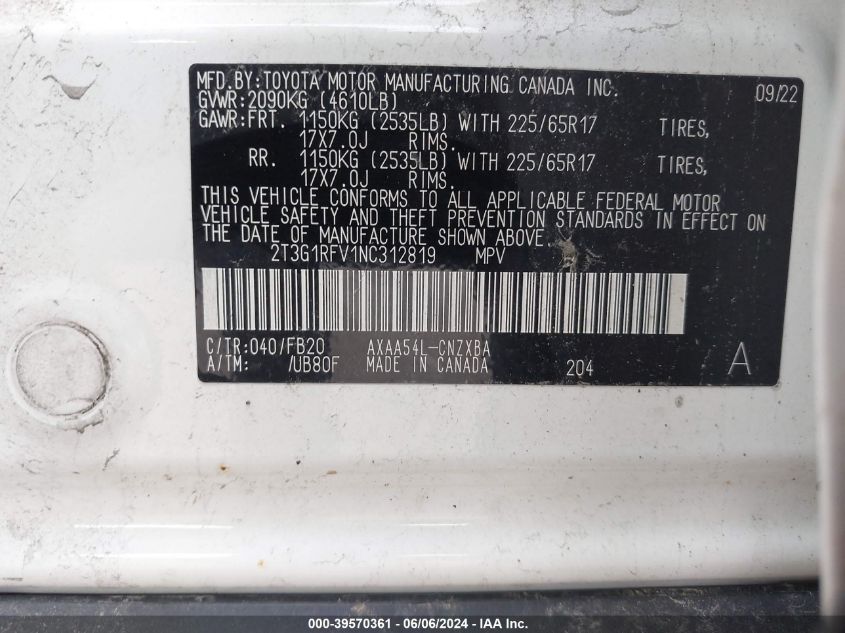 MFD.BY:TOYOTA MOTOR MANUFACTURING CANADA INC. 09/22
GVWR:2090KG (4610LB)
GAWR:FRT. 1150KG (2535LB) WITH 225/65R17 TIRES,
17X7.0J RIMS.
RR. 1150KG (2535LB) WITH 225/65R17 TIRES,
17X7.0J RIMS.
THIS VEHICLE CONFORMS TO ALL APPLICABLE FEDERAL MOTOR
VEHICLE SAFETY AND THEFT PREVENTION STANDARDS IN EFFECT ON
THE DATE OF MANUFACTURE SHOWN ABOVE.
2T3G1RFV1NC312819 MPV
C/TR:040/FB20 AXAA54L-CNZXBA
A/TM: /UB80F MADE IN CANADA 204 A
000-39570361 - 06/06/2024 - IAA Inc.